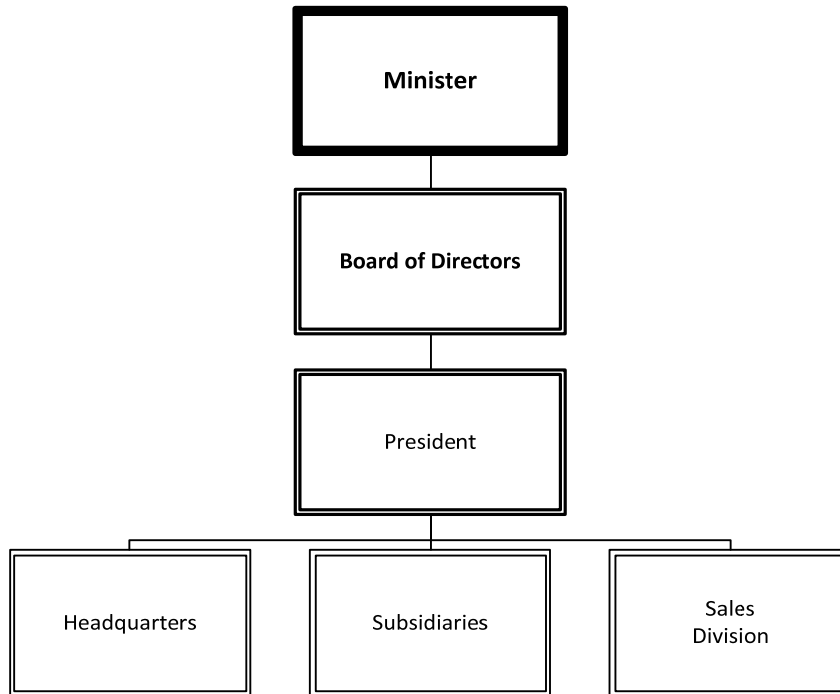 Minister
Board of Directors
President
Headquarters
Subsidiaries
Sales
Division